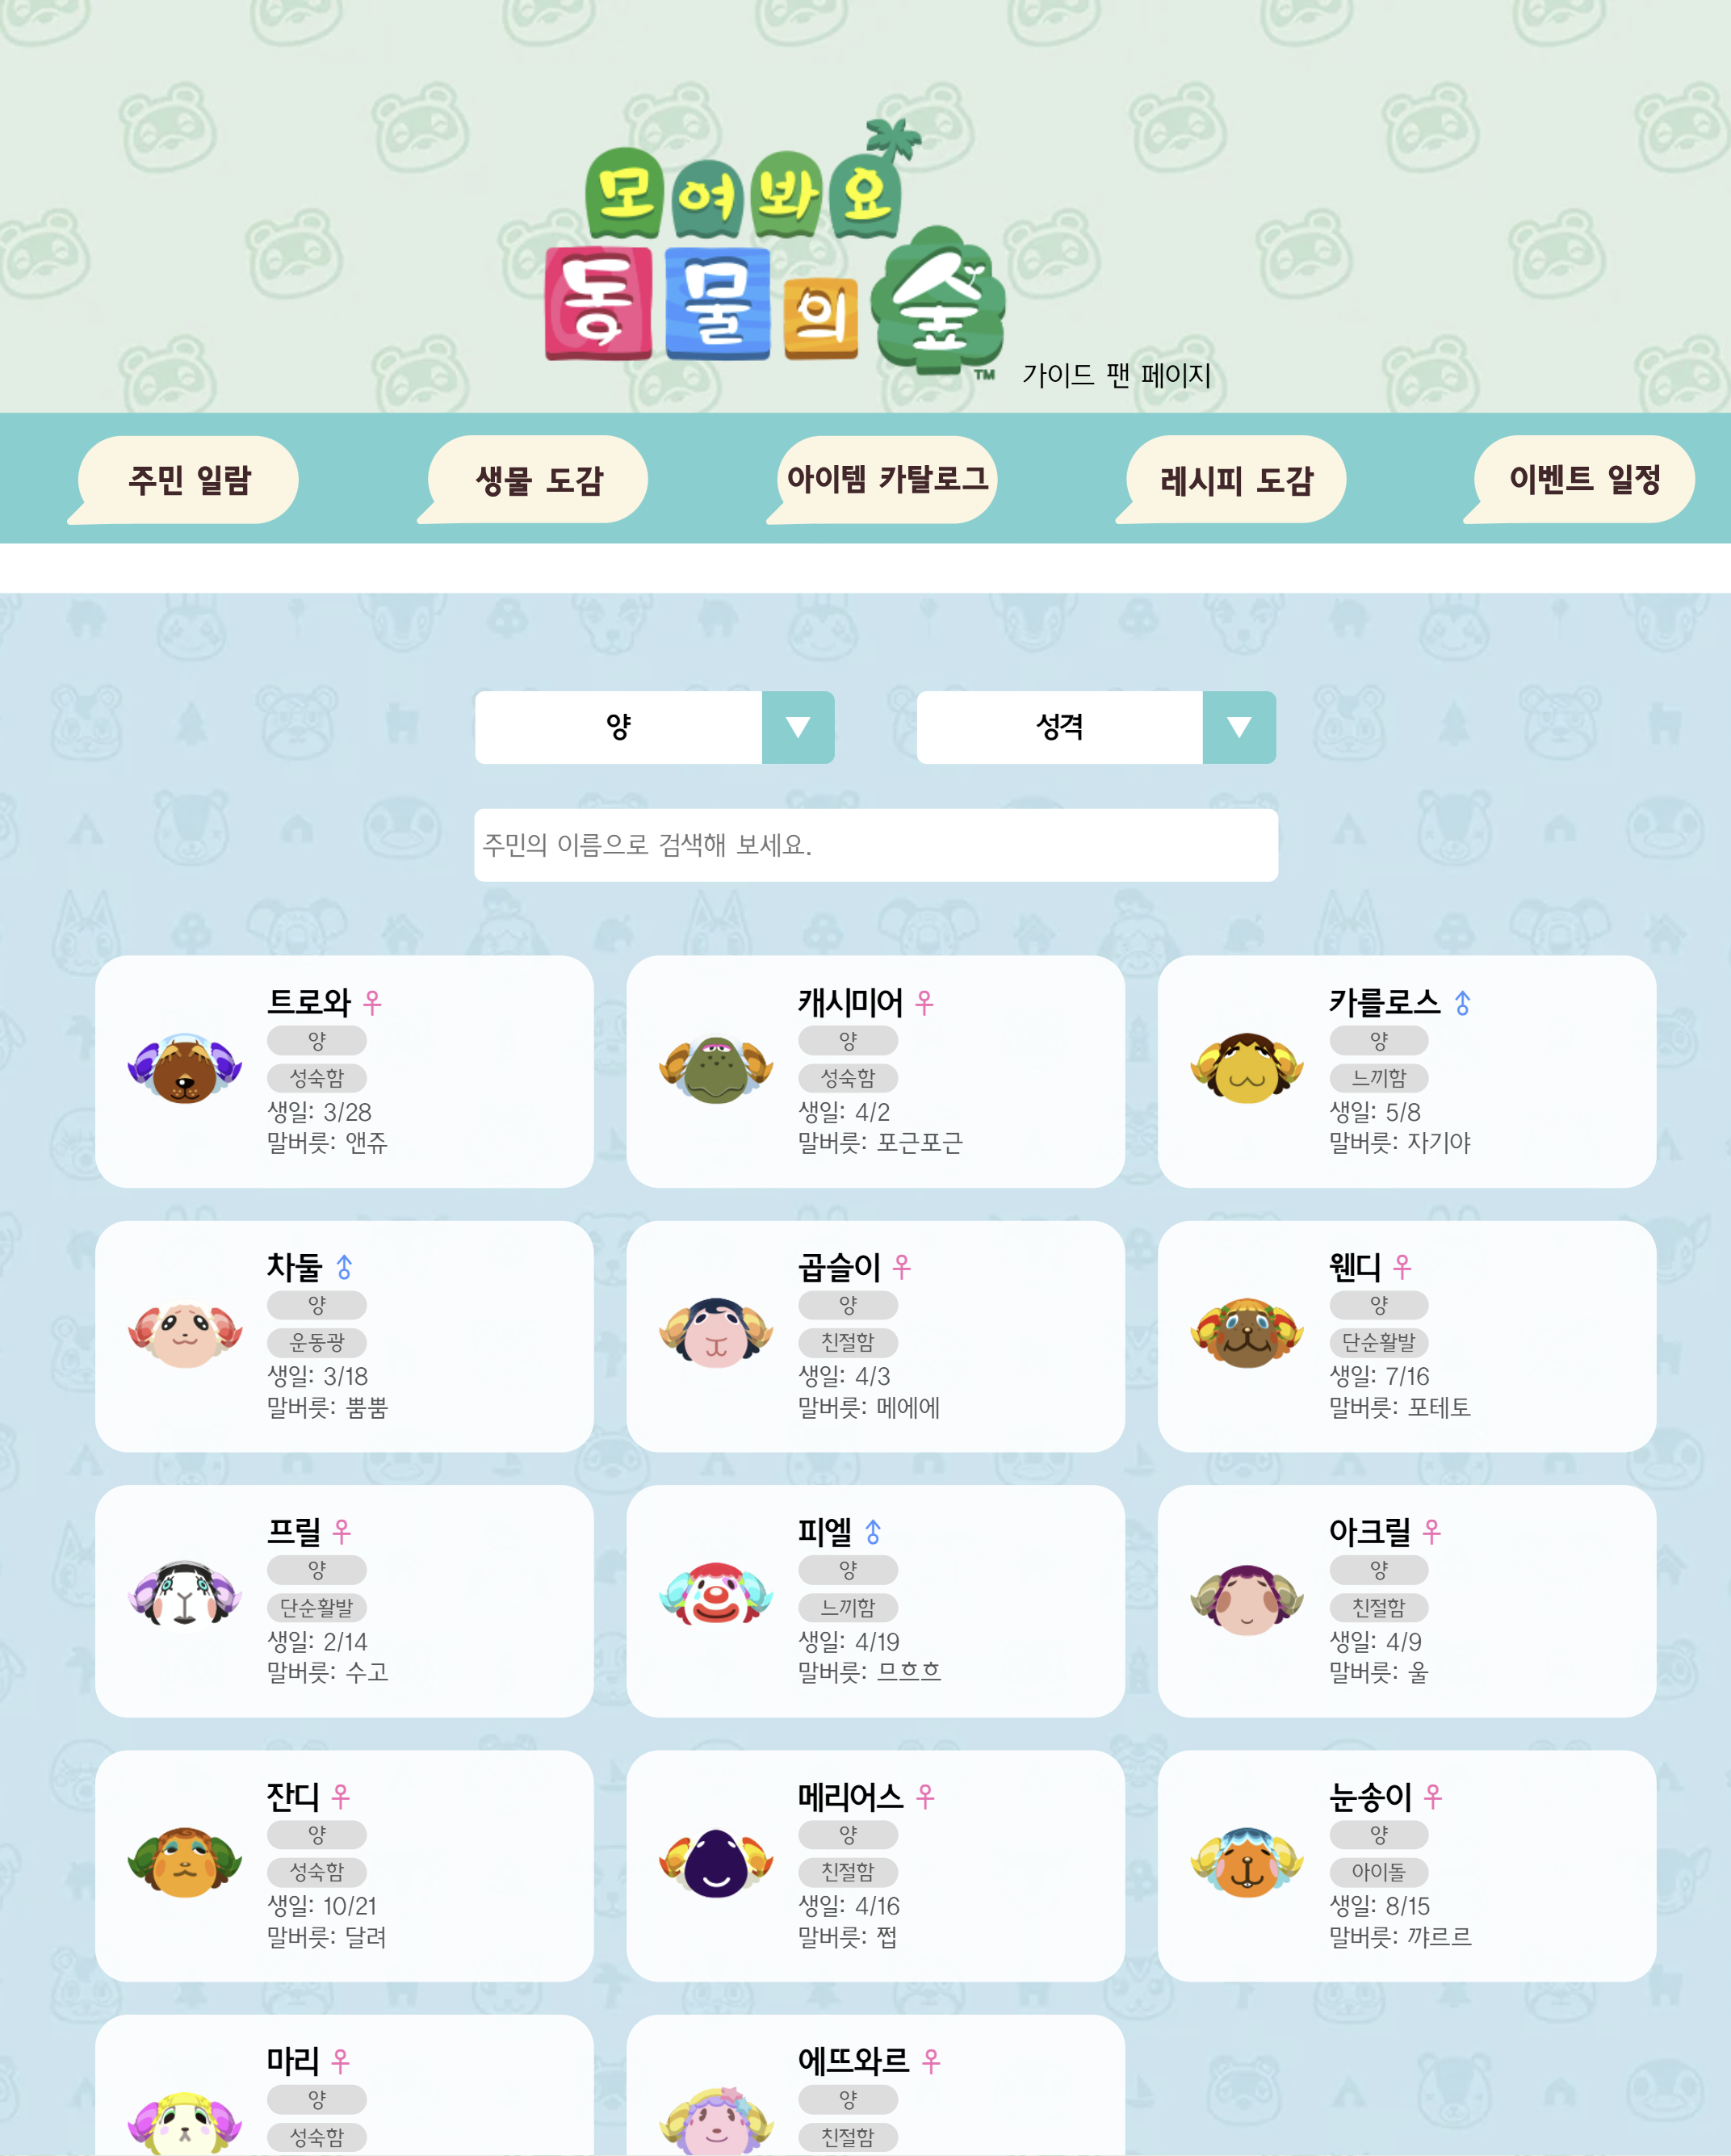 모여봐요
동물의 숲 ™
가이드 팬 페이지
주민 일람
생물 도감
아이템 카탈로그
레시피 도감
이벤트 일정
양
성격
주민의 이름으로 검색해 보세요.
트로와 ♀
양
성숙함
생일: 3/28
말버릇: 앤쥬
캐시미어 ♀
양
성숙함
생일: 4/2
말버릇: 포근포근
카를로스 ♂
양
느끼함
생일: 5/8
말버릇: 자기야
차둘 ♂
양
운동광
생일: 3/18
말버릇: 뿜뿜
곱슬이 ♀
양
친절함
생일: 4/3
말버릇: 메에에
웬디 ♀
양
단순활발
생일: 7/16
말버릇: 포테토
프릴 ♀
양
단순활발
생일: 2/14
말버릇: 수고
피엘 ♂
양
느끼함
생일: 4/19
말버릇: 므흐흐
아크릴 ♀
양
친절함
생일: 4/9
말버릇: 울
잔디 ♀
양
성숙함
생일: 10/21
말버릇: 달려
메리어스 ♀
양
친절함
생일: 4/16
말버릇: 쩝
눈송이 ♀
양
아이돌
생일: 8/15
말버릇: 꺄르르
마리 ♀
양
성숙함
에뜨와르 ♀
양
친절함